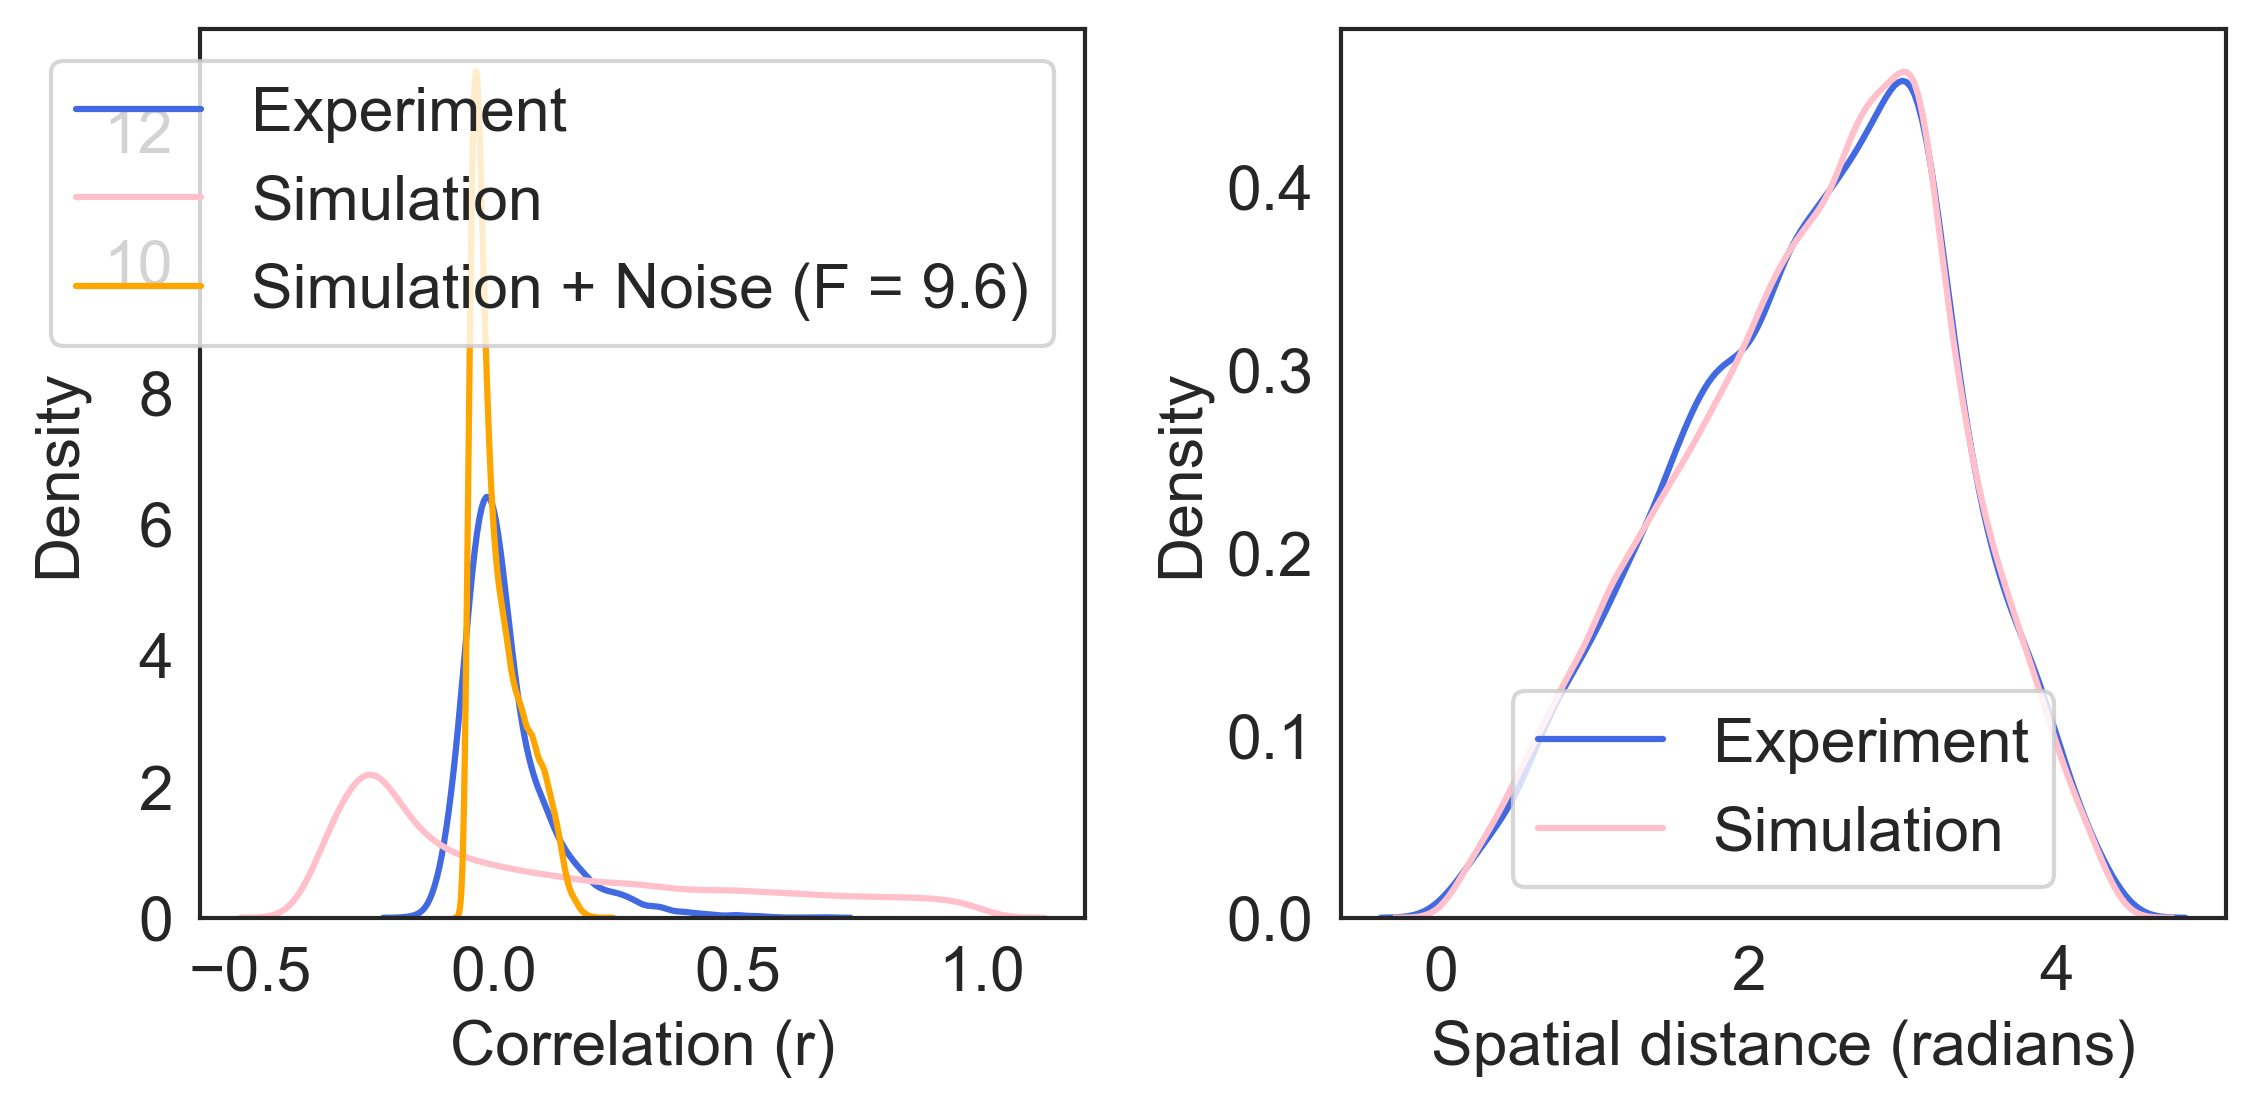 Experiment
Simulation
Simulation + Noise (F = 9.6)
12
10
8
6
4
2
0
Density
−0.5 0.0 0.5 1.0
Correlation (r)
0.4
0.3
0.2
0.1
0.0
Density
Experiment
Simulation
0 2 4
Spatial distance (radians)